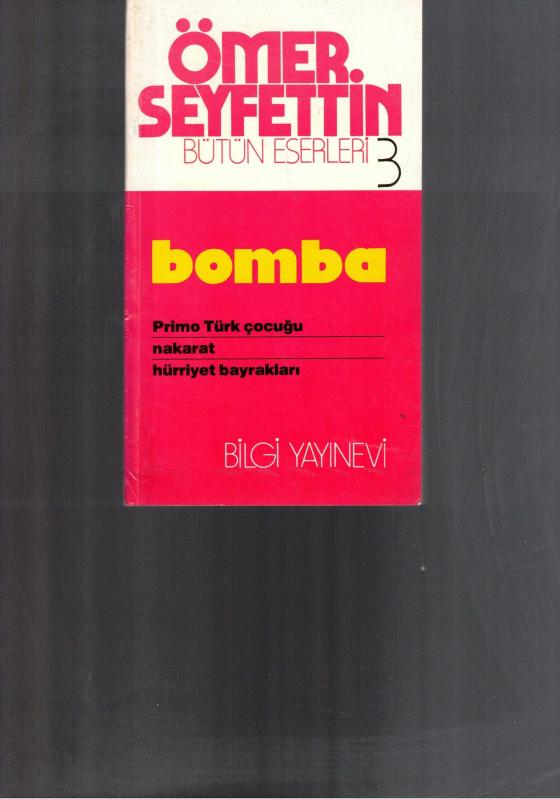 ÖMER
SEYFETTİN
BÜTÜN ESERLERİ 3
bomba
Primo Türk çocuğu
nakarat
hürriyet bayrakları
BİLGİ YAYINEVİ